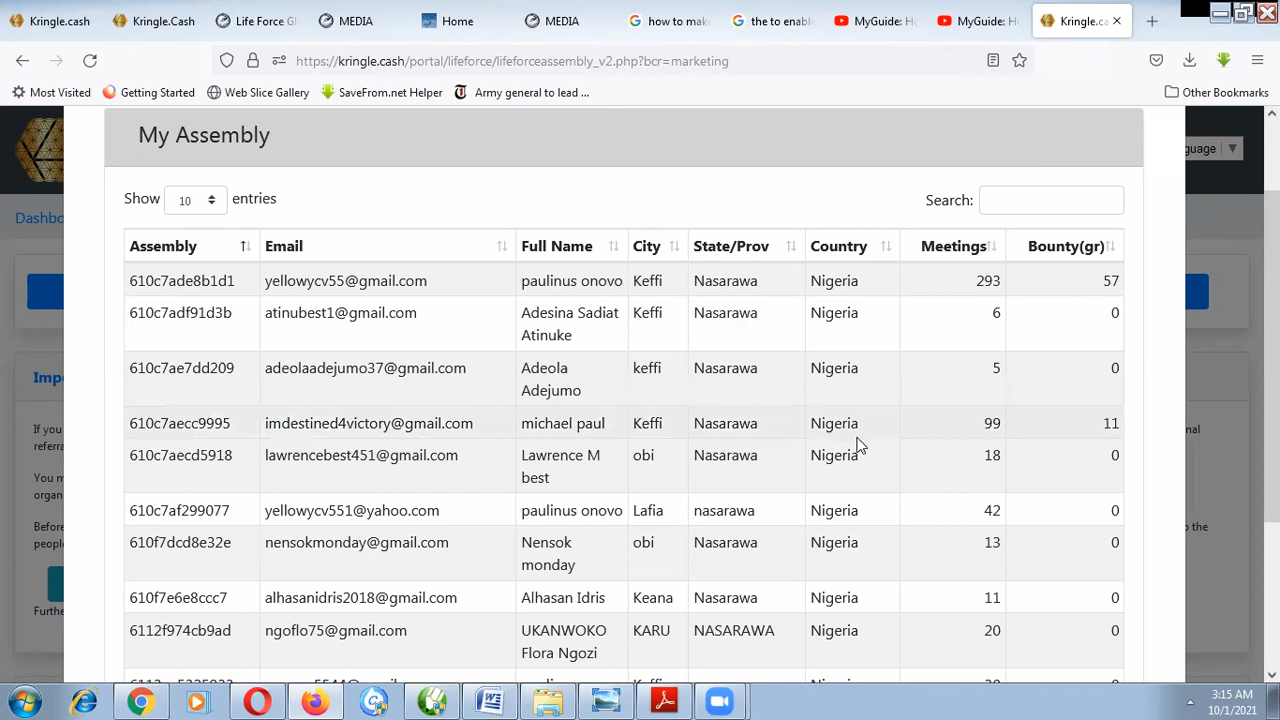 Kringle.cash
Kringle.Cash
Life Force Gl
MEDIA
Home
MEDIA
how to mak
the to enabl
MyGuide: H
MyGuide: H
Kringle.ca
https://kringle.cash/portal/lifeforce/lifeforceassembly_v2.php?bcr=marketing
Most Visited
Getting Started
Web Slice Gallery
SaveFrom.net Helper
Army general to lead ...
Other Bookmarks
My Assembly
guage
Show 10 entries
Search:
Dashbo
Assembly Email Full Name City State/Prov Country Meetings Bounty(gr)
610c7ade8b1d1 yellowycv55@gmail.com paulinus onovo Keffi Nasarawa Nigeria 293 57
610c7adf91d3b atinubest1@gmail.com Adesina Sadiat Keffi Nasarawa Nigeria 6 0
Atinuke
610c7ae7dd209 adeolaadejumo37@gmail.com Adeola keffi Nasarawa Nigeria 5 0
Adejumo
610c7aecc9995 imdestined4victory@gmail.com michael paul Keffi Nasarawa Nigeria 99 11
610c7aecd5918 lawrencebest451@gmail.com Lawrence M obi Nasarawa Nigeria 18 0
best
610c7af299077 yellowycv551@yahoo.com paulinus onovo Lafia nasarawa Nigeria 42 0
610f7dcd8e32e nensokmonday@gmail.com Nensok obi Nasarawa Nigeria 13 0
monday
610f7e6e8ccc7 alhasanidris2018@gmail.com Alhasan Idris Keana Nasarawa Nigeria 11 0
6112f974cb9ad ngoflo75@gmail.com UKANWOKO KARU NASARAWA Nigeria 20 0
Flora Ngozi
Impo
If you
referra
You m
organ
Before
people
Furthe
onal
to the
3:15 AM
10/1/2021